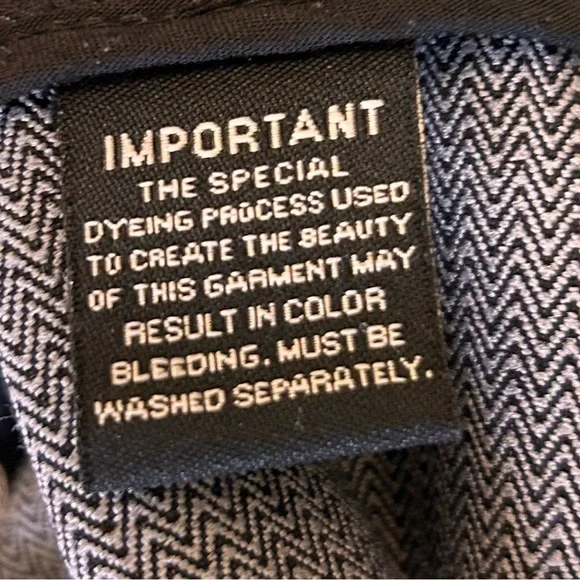 IMPORTANT
THE SPECIAL
DYEING PROCESS USED
TO CREATE THE BEAUTY
OF THIS GARMENT MAY
RESULT IN COLOR
BLEEDING. MUST BE
WASHED SEPARATELY.